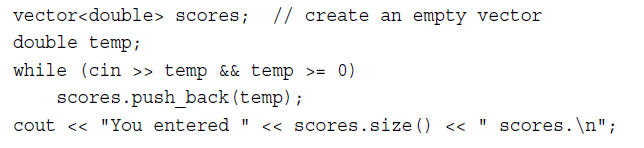 vector<double> scores;  // create an empty vector
double temp;
while (cin >> temp && temp >= 0)
    scores.push_back(temp);
cout << "You entered " << scores.size() << " scores.\n";